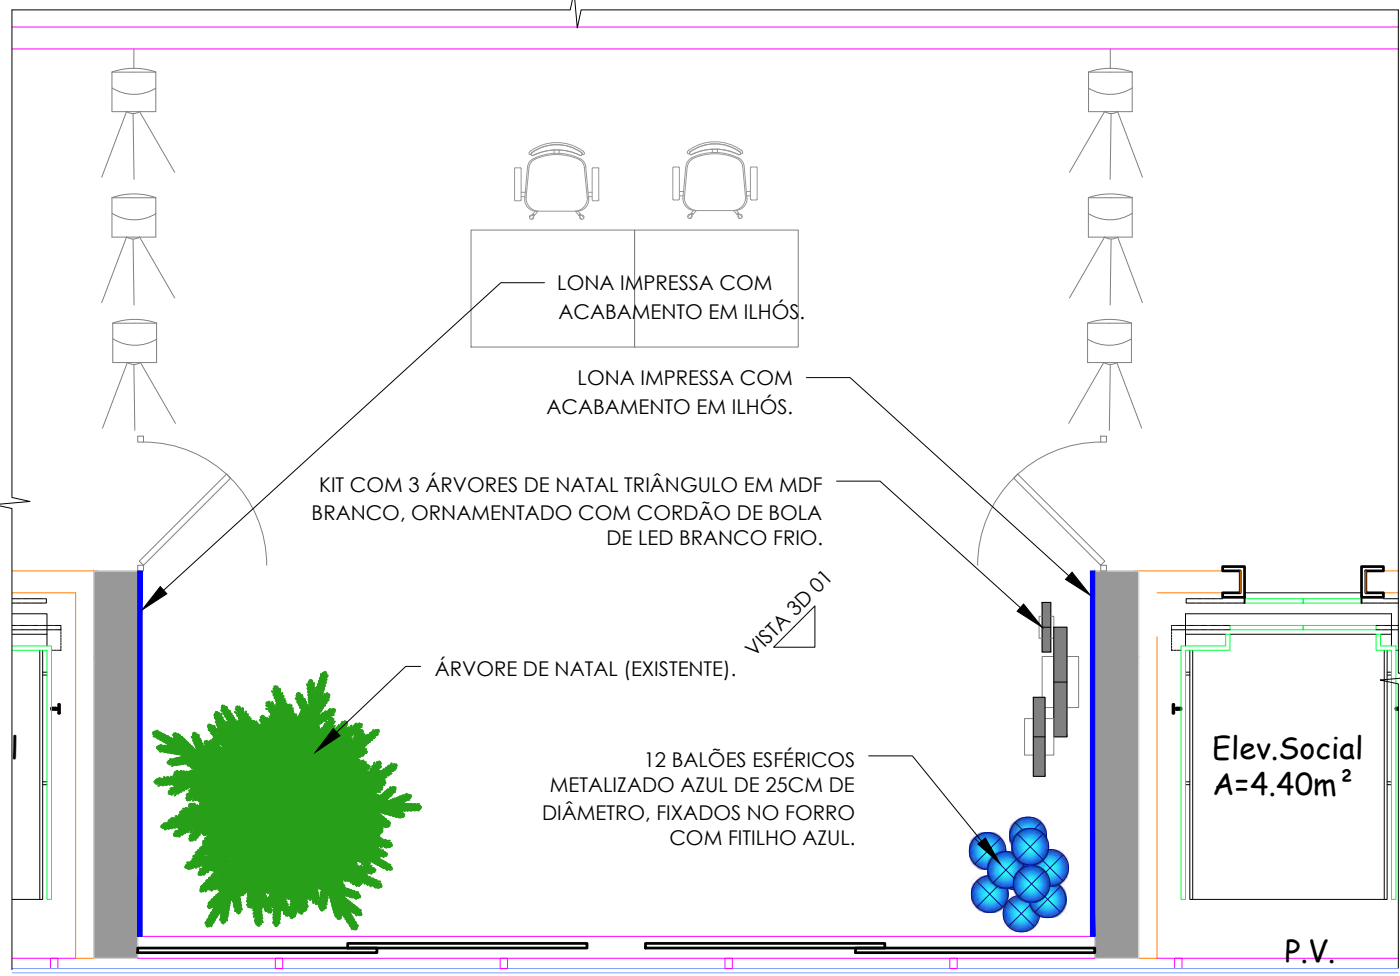 LONA IMPRESSA COM
ACABAMENTO EM ILHÓS.
LONA IMPRESSA COM
ACABAMENTO EM ILHÓS.
KIT COM 3 ÁRVORES DE NATAL TRIÂNGULO EM MDF
BRANCO, ORNAMENTADO COM CORDÃO DE BOLA
DE LED BRANCO FRIO.
VISTA 3D 01
ÁRVORE DE NATAL (EXISTENTE).
12 BALÕES ESFÉRICOS
METALIZADO AZUL DE 25CM DE
DIÂMETRO, FIXADOS NO FORRO
COM FITILHO AZUL.
Elev.Social
A=4.40m²
P.V.